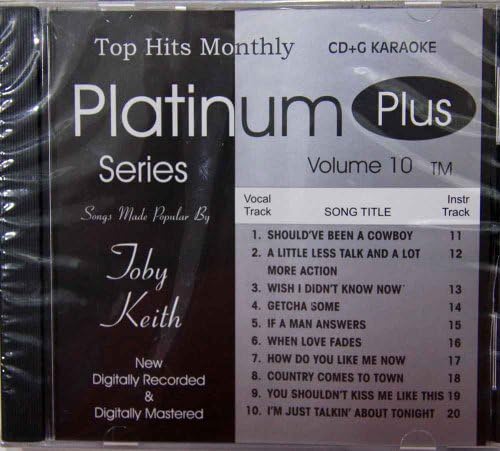 Top Hits Monthly CD+G KARAOKE
Platinum Plus
Series Volume 10 TM
Songs Made Popular By
Toby
Keith
New
Digitally Recorded
&
Digitally Mastered
Vocal Track SONG TITLE Instr Track
1. SHOULD'VE BEEN A COWBOY 11
2. A LITTLE LESS TALK AND A LOT 12
MORE ACTION
3. WISH I DIDN'T KNOW NOW 13
4. GETCHA SOME 14
5. IF A MAN ANSWERS 15
6. WHEN LOVE FADES 16
7. HOW DO YOU LIKE ME NOW 17
8. COUNTRY COMES TO TOWN 18
9. YOU SHOULDN'T KISS ME LIKE THIS 19
10. I'M JUST TALKIN' ABOUT TONIGHT 20